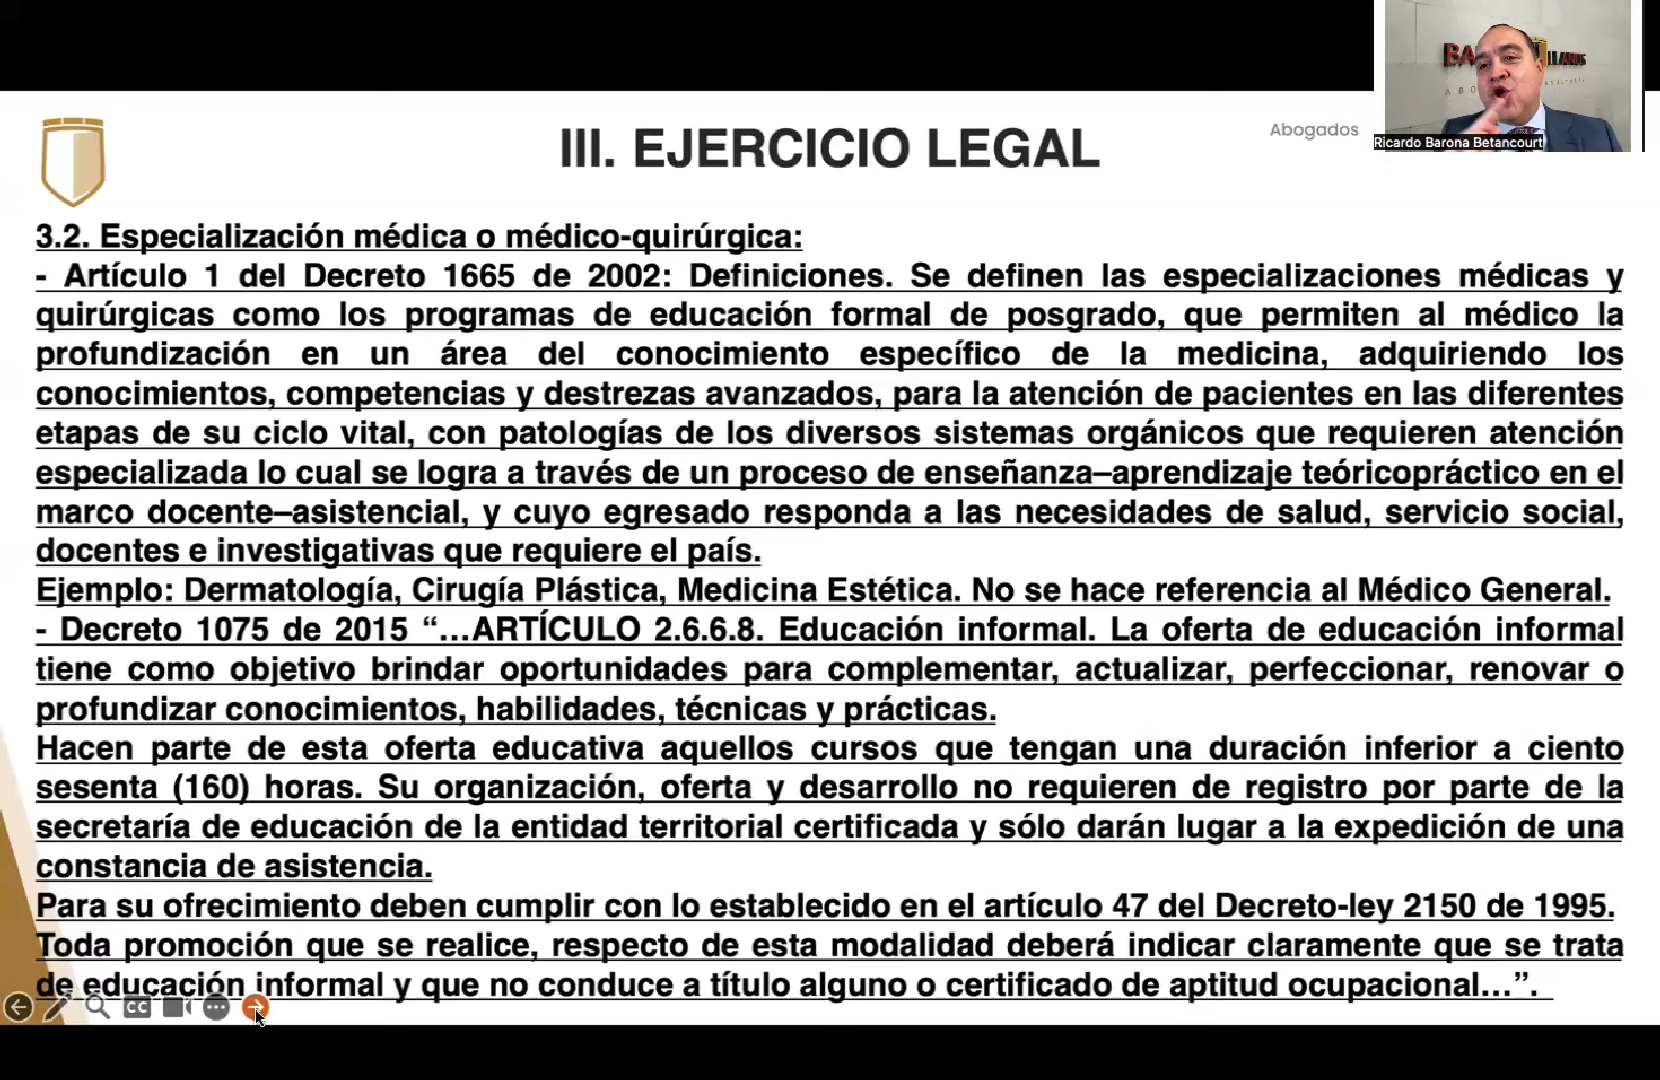 III. EJERCICIO LEGAL
Abogados
Ricardo Barona Betancourt
3.2. Especialización médica o médico-quirúrgica:
- Artículo 1 del Decreto 1665 de 2002: Definiciones. Se definen las especializaciones médicas y
quirúrgicas como los programas de educación formal de posgrado, que permiten al médico la
profundización en un área del conocimiento específico de la medicina, adquiriendo los
conocimientos, competencias y destrezas avanzados, para la atención de pacientes en las diferentes
etapas de su ciclo vital, con patologías de los diversos sistemas orgánicos que requieren atención
especializada lo cual se logra a través de un proceso de enseñanza–aprendizaje teóricopráctico en el
marco docente–asistencial, y cuyo egresado responda a las necesidades de salud, servicio social,
docentes e investigativas que requiere el país.
Ejemplo: Dermatología, Cirugía Plástica, Medicina Estética. No se hace referencia al Médico General.
- Decreto 1075 de 2015 “...ARTÍCULO 2.6.6.8. Educación informal. La oferta de educación informal
tiene como objetivo brindar oportunidades para complementar, actualizar, perfeccionar, renovar o
profundizar conocimientos, habilidades, técnicas y prácticas.
Hacen parte de esta oferta educativa aquellos cursos que tengan una duración inferior a ciento
sesenta (160) horas. Su organización, oferta y desarrollo no requieren de registro por parte de la
secretaría de educación de la entidad territorial certificada y sólo darán lugar a la expedición de una
constancia de asistencia.
Para su ofrecimiento deben cumplir con lo establecido en el artículo 47 del Decreto-ley 2150 de 1995.
Toda promoción que se realice, respecto de esta modalidad deberá indicar claramente que se trata
de educación informal y que no conduce a título alguno o certificado de aptitud ocupacional...”.
CC